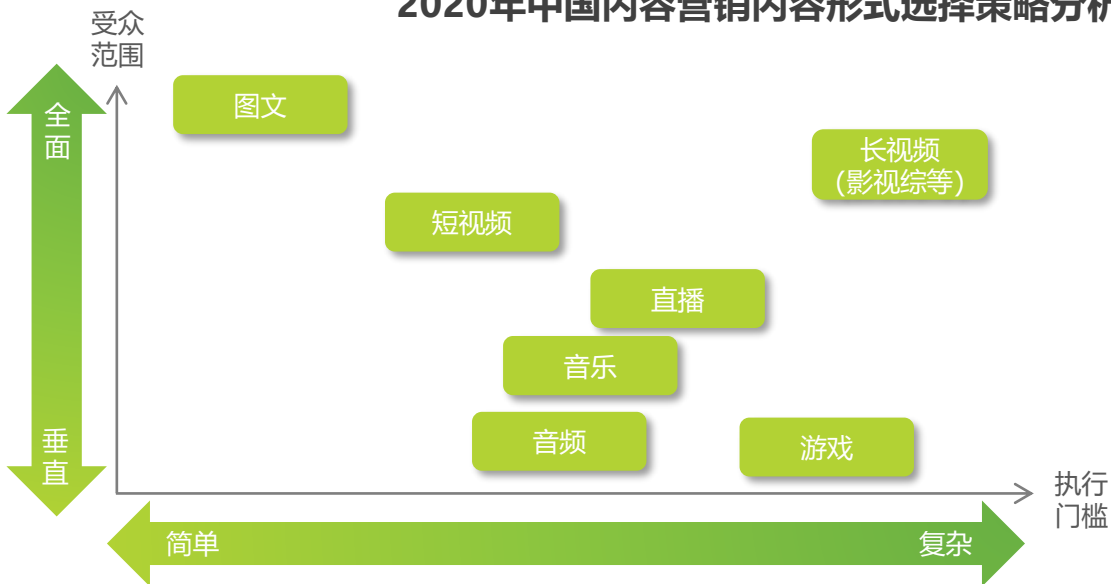 2020年中国内容营销内容形式选择策略分析
受众
范围
全
面
图文
长视频
（影视综等）
短视频
直播
音乐
音频
游戏
垂
直
执行
门槛
简单
复杂